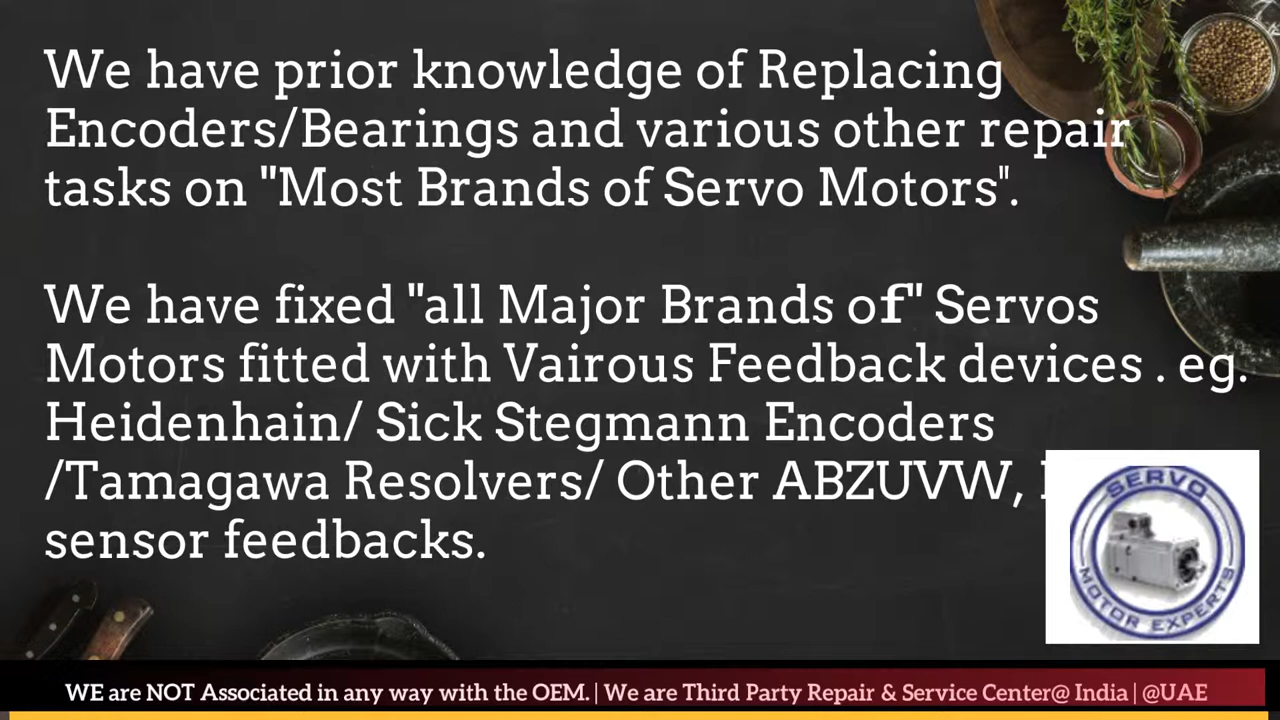 We have prior knowledge of Replacing
Encoders/Bearings and various other repair
tasks on "Most Brands of Servo Motors".
We have fixed "all Major Brands of" Servos
Motors fitted with Vairous Feedback devices . eg.
Heidenhain/ Sick Stegmann Encoders
/Tamagawa Resolvers/ Other ABZUVW,
sensor feedbacks.
SERVO
MOTOR EXPERTS
WE are NOT Associated in any way with the OEM. | We are Third Party Repair & Service Center@ India | @UAE